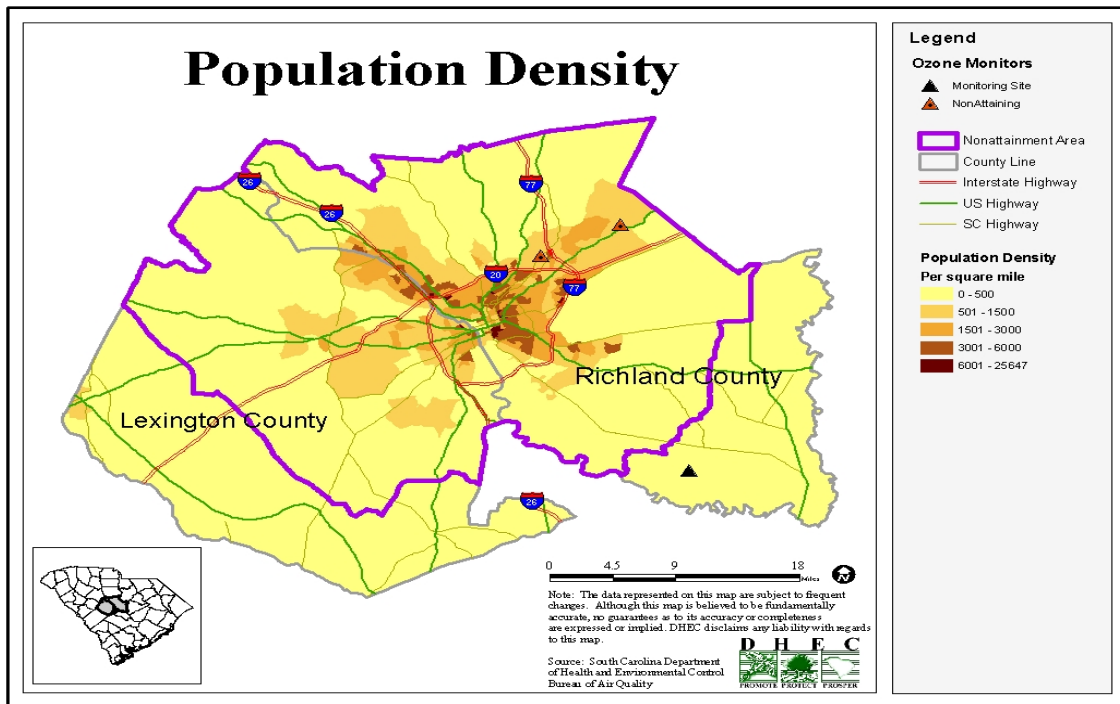 Population Density
26
26
77
20
77
Richland County
Lexington County
26
0 4.5 9 18
Miles
N
Note: The data represented on this map are subject to frequent
changes. Although this map is believed to be fundamentally
accurate, no guarantees as to its accuracy or completeness
are expressed or implied. DHEC disclaims any liability with regards
to this map.
Source: South Carolina Department
of Health and Environmental Control
Bureau of Air Quality
D H E C
PROMOTE PROTECT PROSPER
Legend
Ozone Monitors
Monitoring Site
NonAttaining
Nonattainment Area
County Line
Interstate Highway
US Highway
SC Highway
Population Density
Per square mile
0 - 500
501 - 1500
1501 - 3000
3001 - 6000
6001 - 25647